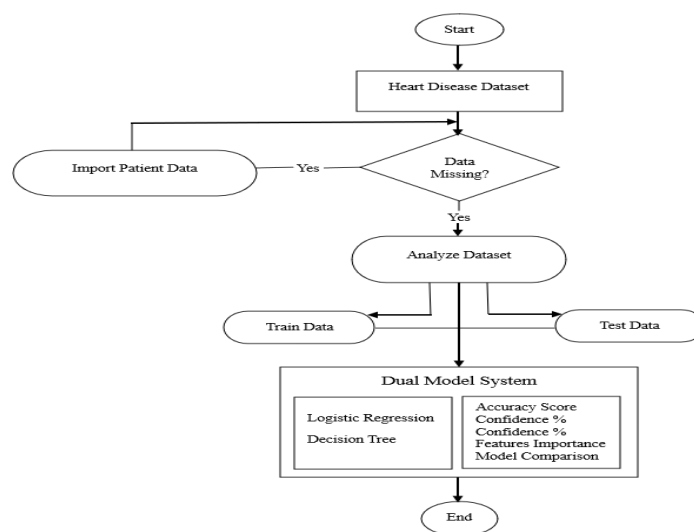 Start
Heart Disease Dataset
Data
Missing?
Yes
Import Patient Data
Yes
Analyze Dataset
Train Data
Test Data
Dual Model System
Logistic Regression
Decision Tree
Accuracy Score
Confidence %
Confidence %
Features Importance
Model Comparison
End